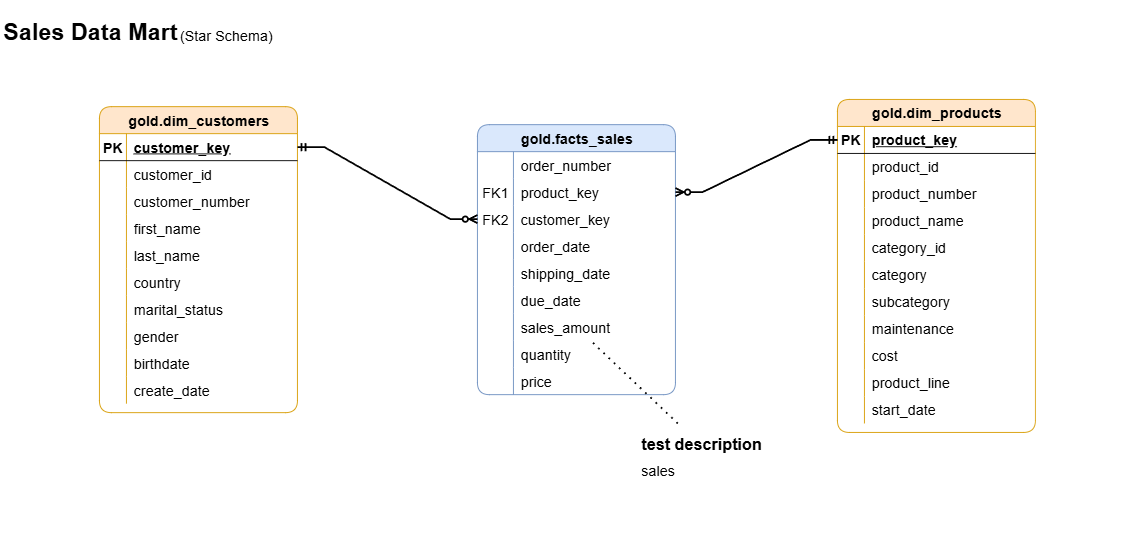 Sales Data Mart (Star Schema)
gold.dim_customers
PK customer_key
customer_id
customer_number
first_name
last_name
country
marital_status
gender
birthdate
create_date
gold.facts_sales
order_number
FK1 product_key
FK2 customer_key
order_date
shipping_date
due_date
sales_amount
quantity
price
test description
sales
gold.dim_products
PK product_key
product_id
product_number
product_name
category_id
category
subcategory
maintenance
cost
product_line
start_date